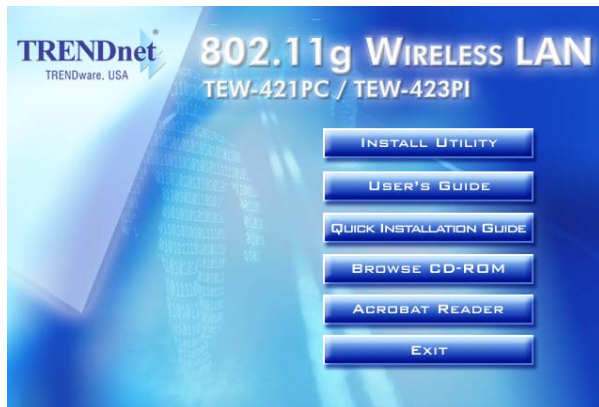 TRENDnet
TRENDware, USA
802.11g WIRELESS LAN
TEW-421PC / TEW-423PI
INSTALL UTILITY
USER'S GUIDE
QUICK INSTALLATION GUIDE
BROWSE CD-ROM
ACROBAT READER
EXIT